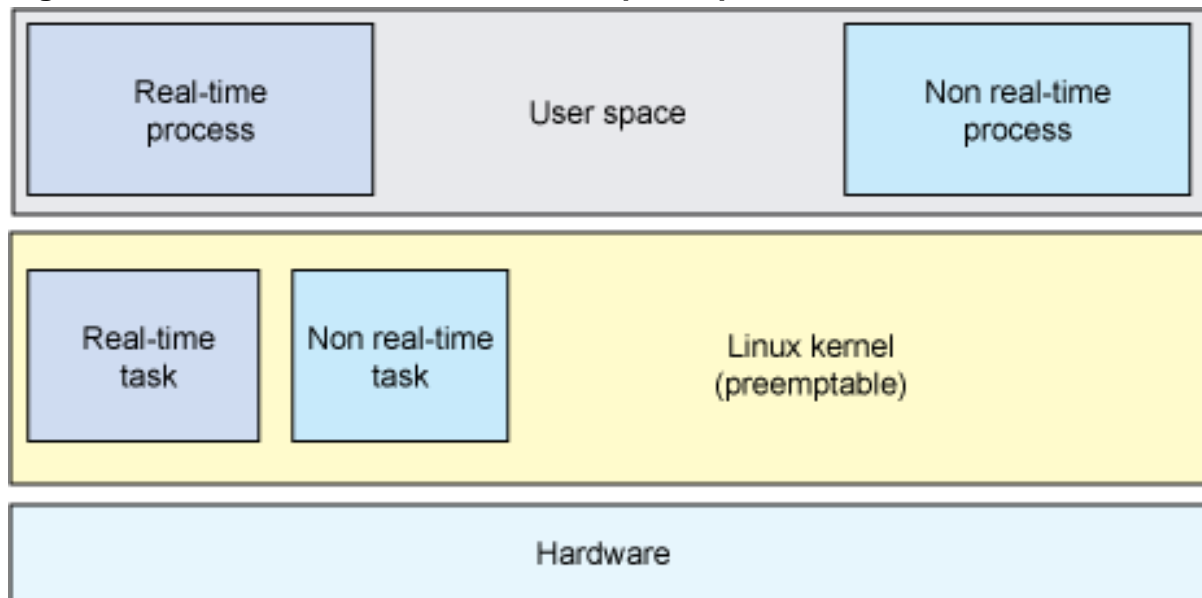 Real-time
process
User space
Non real-time
process
Real-time
task
Non real-time
task
Linux kernel
(preemptable)
Hardware